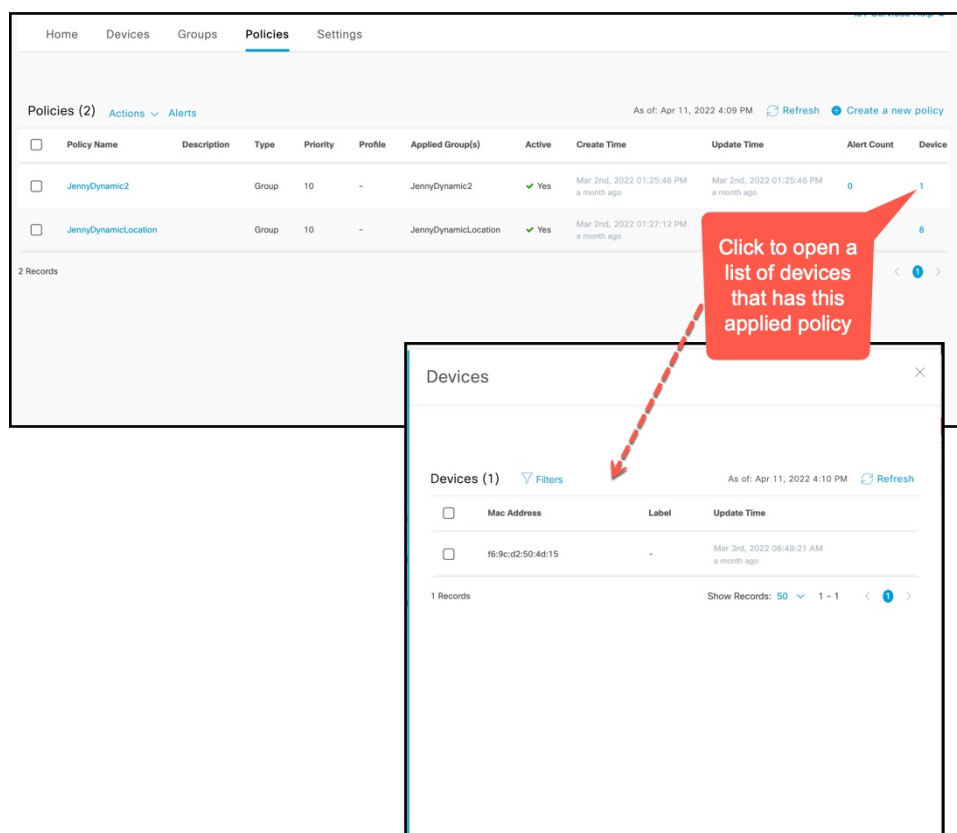 Home Devices Groups Policies Settings
Policies (2) Actions Alerts As of: Apr 11, 2022 4:09 PM Refresh Create a new policy
Policy Name Description Type Priority Profile Applied Group(s) Active Create Time Update Time Alert Count Device
JennyDynamic2 Group 10 - JennyDynamic2 Yes Mar 2nd, 2022 01:25:46 PM Mar 2nd, 2022 01:25:46 PM 0 1
a month ago a month ago
JennyDynamicLocation Group 10 - JennyDynamicLocation Yes Mar 2nd, 2022 01:27:12 PM 8
a month ago
2 Records 1
Click to open a
list of devices
that has this
applied policy
Devices
Devices (1) Filters As of: Apr 11, 2022 4:10 PM Refresh
Mac Address Label Update Time
f6:9c:d2:50:4d:15 - Mar 3rd, 2022 06:48:21 AM
a month ago
1 Records Show Records: 50 1 - 1 1